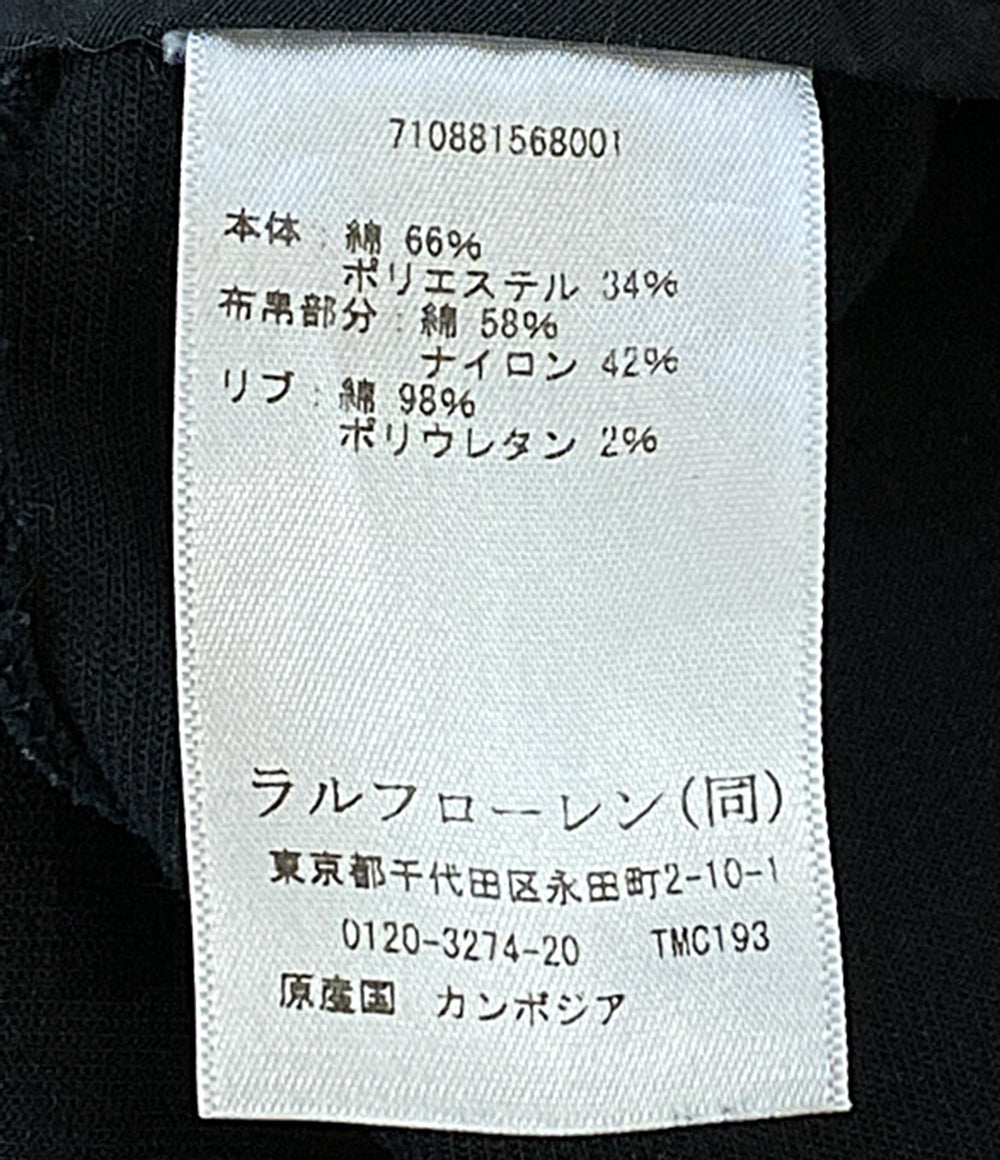 710881568001
本体:綿 66%
ポリエステル 34%
布帛部分:綿 58%
ナイロン 42%
リブ:綿 98%
ポリウレタン 2%
ラルフローレン(同)
東京都千代田区永田町2-10-1
0120-3274-20 TMC193
原産国 カンボジア